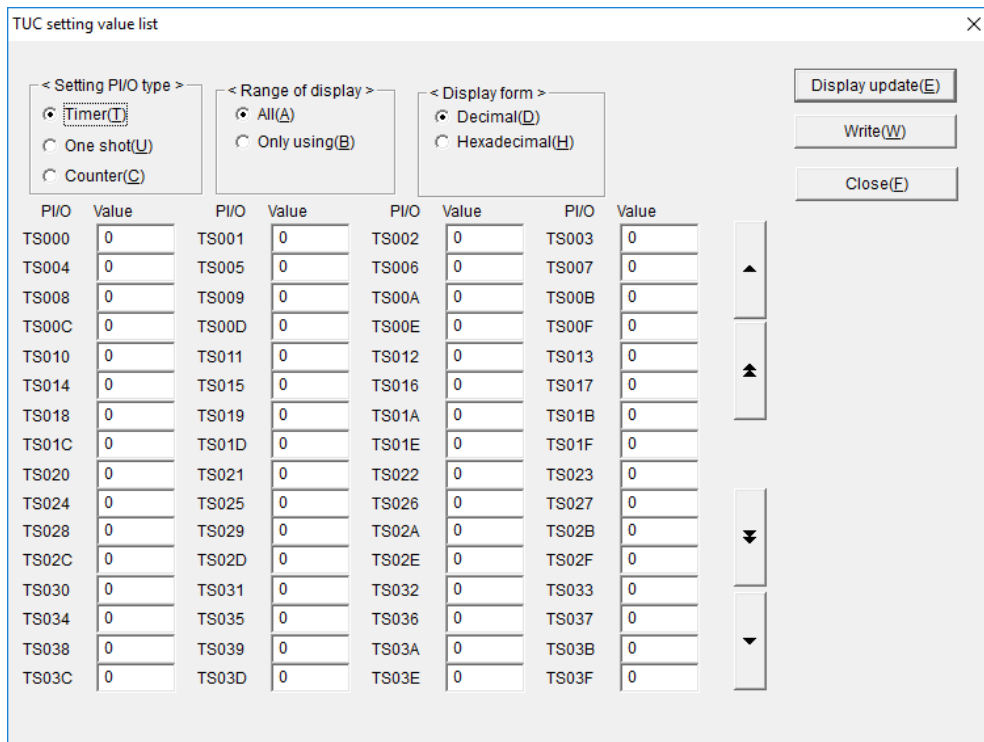 TUC setting value list
< Setting PI/O type > < Range of display > < Display form > Display update(E)
Timer(T) All(A) Decimal(D)
One shot(U) Only using(B) Hexadecimal(H) Write(W)
Counter(C) Close(F)
PI/O Value PI/O Value PI/O Value PI/O Value
TS000 0 TS001 0 TS002 0 TS003 0
TS004 0 TS005 0 TS006 0 TS007 0
TS008 0 TS009 0 TS00A 0 TS00B 0
TS00C 0 TS00D 0 TS00E 0 TS00F 0
TS010 0 TS011 0 TS012 0 TS013 0
TS014 0 TS015 0 TS016 0 TS017 0
TS018 0 TS019 0 TS01A 0 TS01B 0
TS01C 0 TS01D 0 TS01E 0 TS01F 0
TS020 0 TS021 0 TS022 0 TS023 0
TS024 0 TS025 0 TS026 0 TS027 0
TS028 0 TS029 0 TS02A 0 TS02B 0
TS02C 0 TS02D 0 TS02E 0 TS02F 0
TS030 0 TS031 0 TS032 0 TS033 0
TS034 0 TS035 0 TS036 0 TS037 0
TS038 0 TS039 0 TS03A 0 TS03B 0
TS03C 0 TS03D 0 TS03E 0 TS03F 0